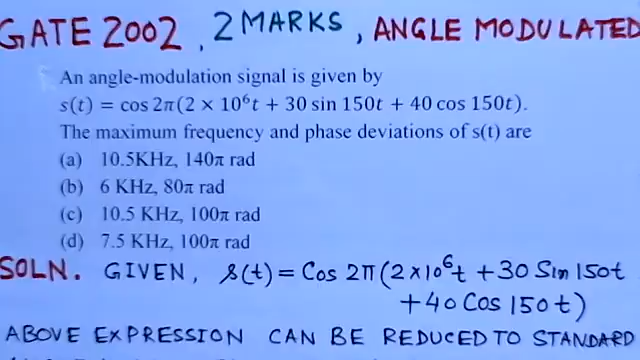 GATE 2002, 2 MARKS, ANGLE MODULATED
An angle-modulation signal is given by
s(t) = cos 2π(2 × 10⁶t + 30 sin 150t + 40 cos 150t).
The maximum frequency and phase deviations of s(t) are
(a) 10.5KHz, 140π rad
(b) 6 KHz, 80π rad
(c) 10.5 KHz, 100π rad
(d) 7.5 KHz, 100π rad
SOLN. GIVEN, s(t) = Cos 2π(2×10⁶t + 30 Sin 150t
+ 40 Cos 150t)
ABOVE EXPRESSION CAN BE REDUCED TO STANDARD